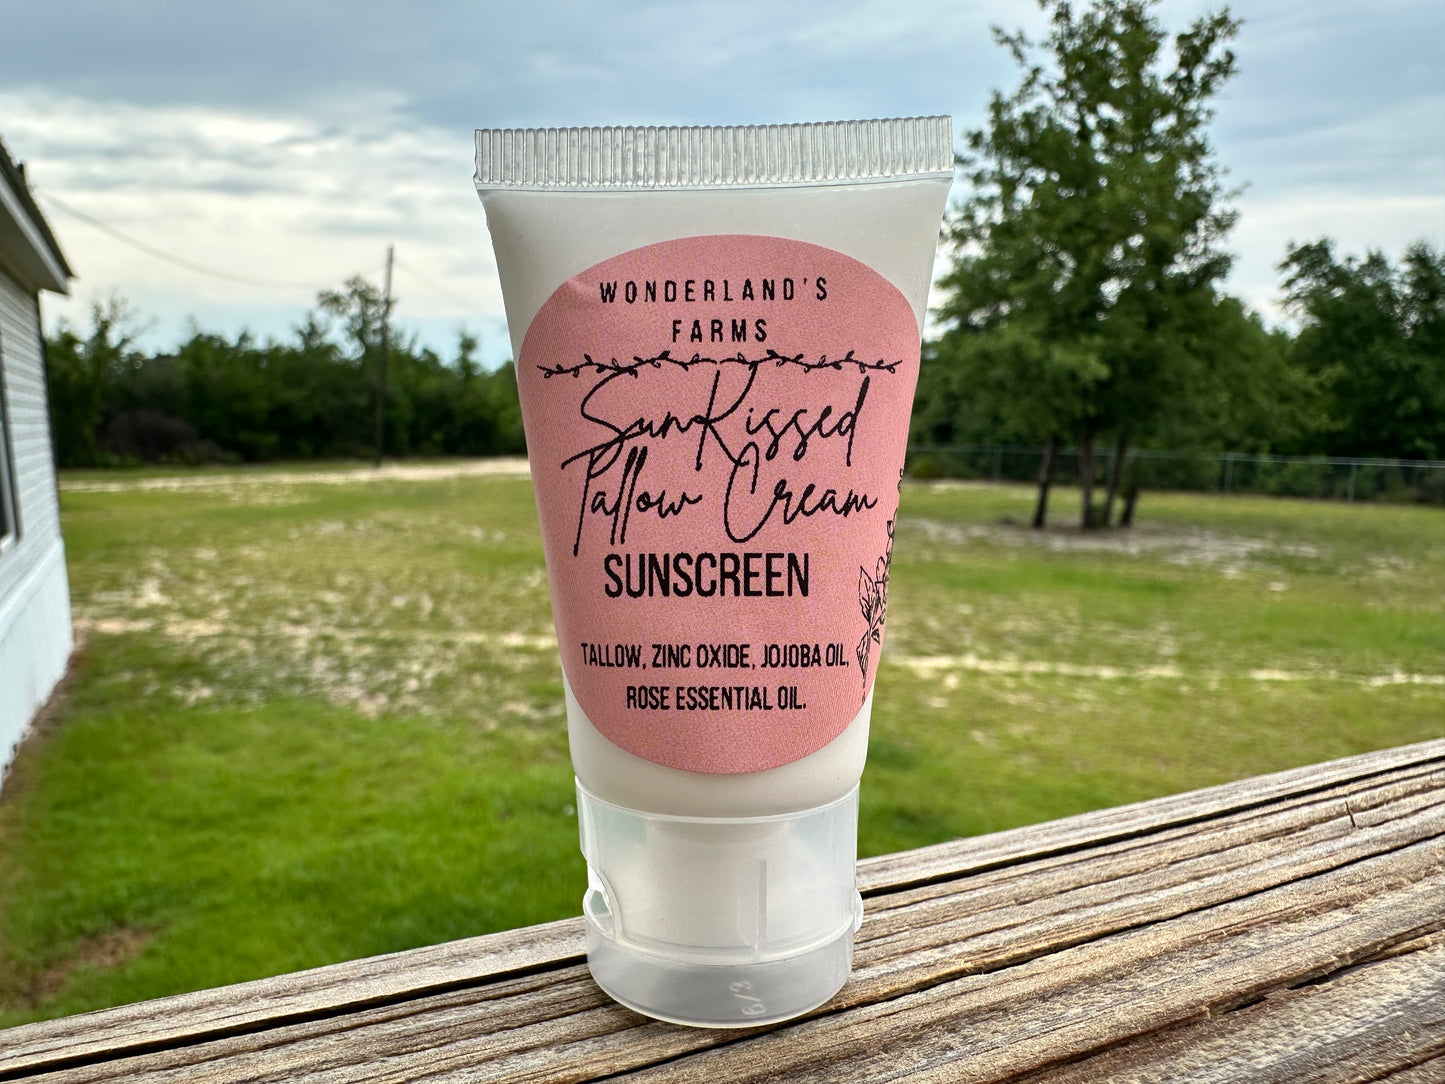 WONDERLAND'S
FARMS
SunKissed
Tallow Cream
SUNSCREEN
TALLOW, ZINC OXIDE, JOJOBA OIL,
ROSE ESSENTIAL OIL.